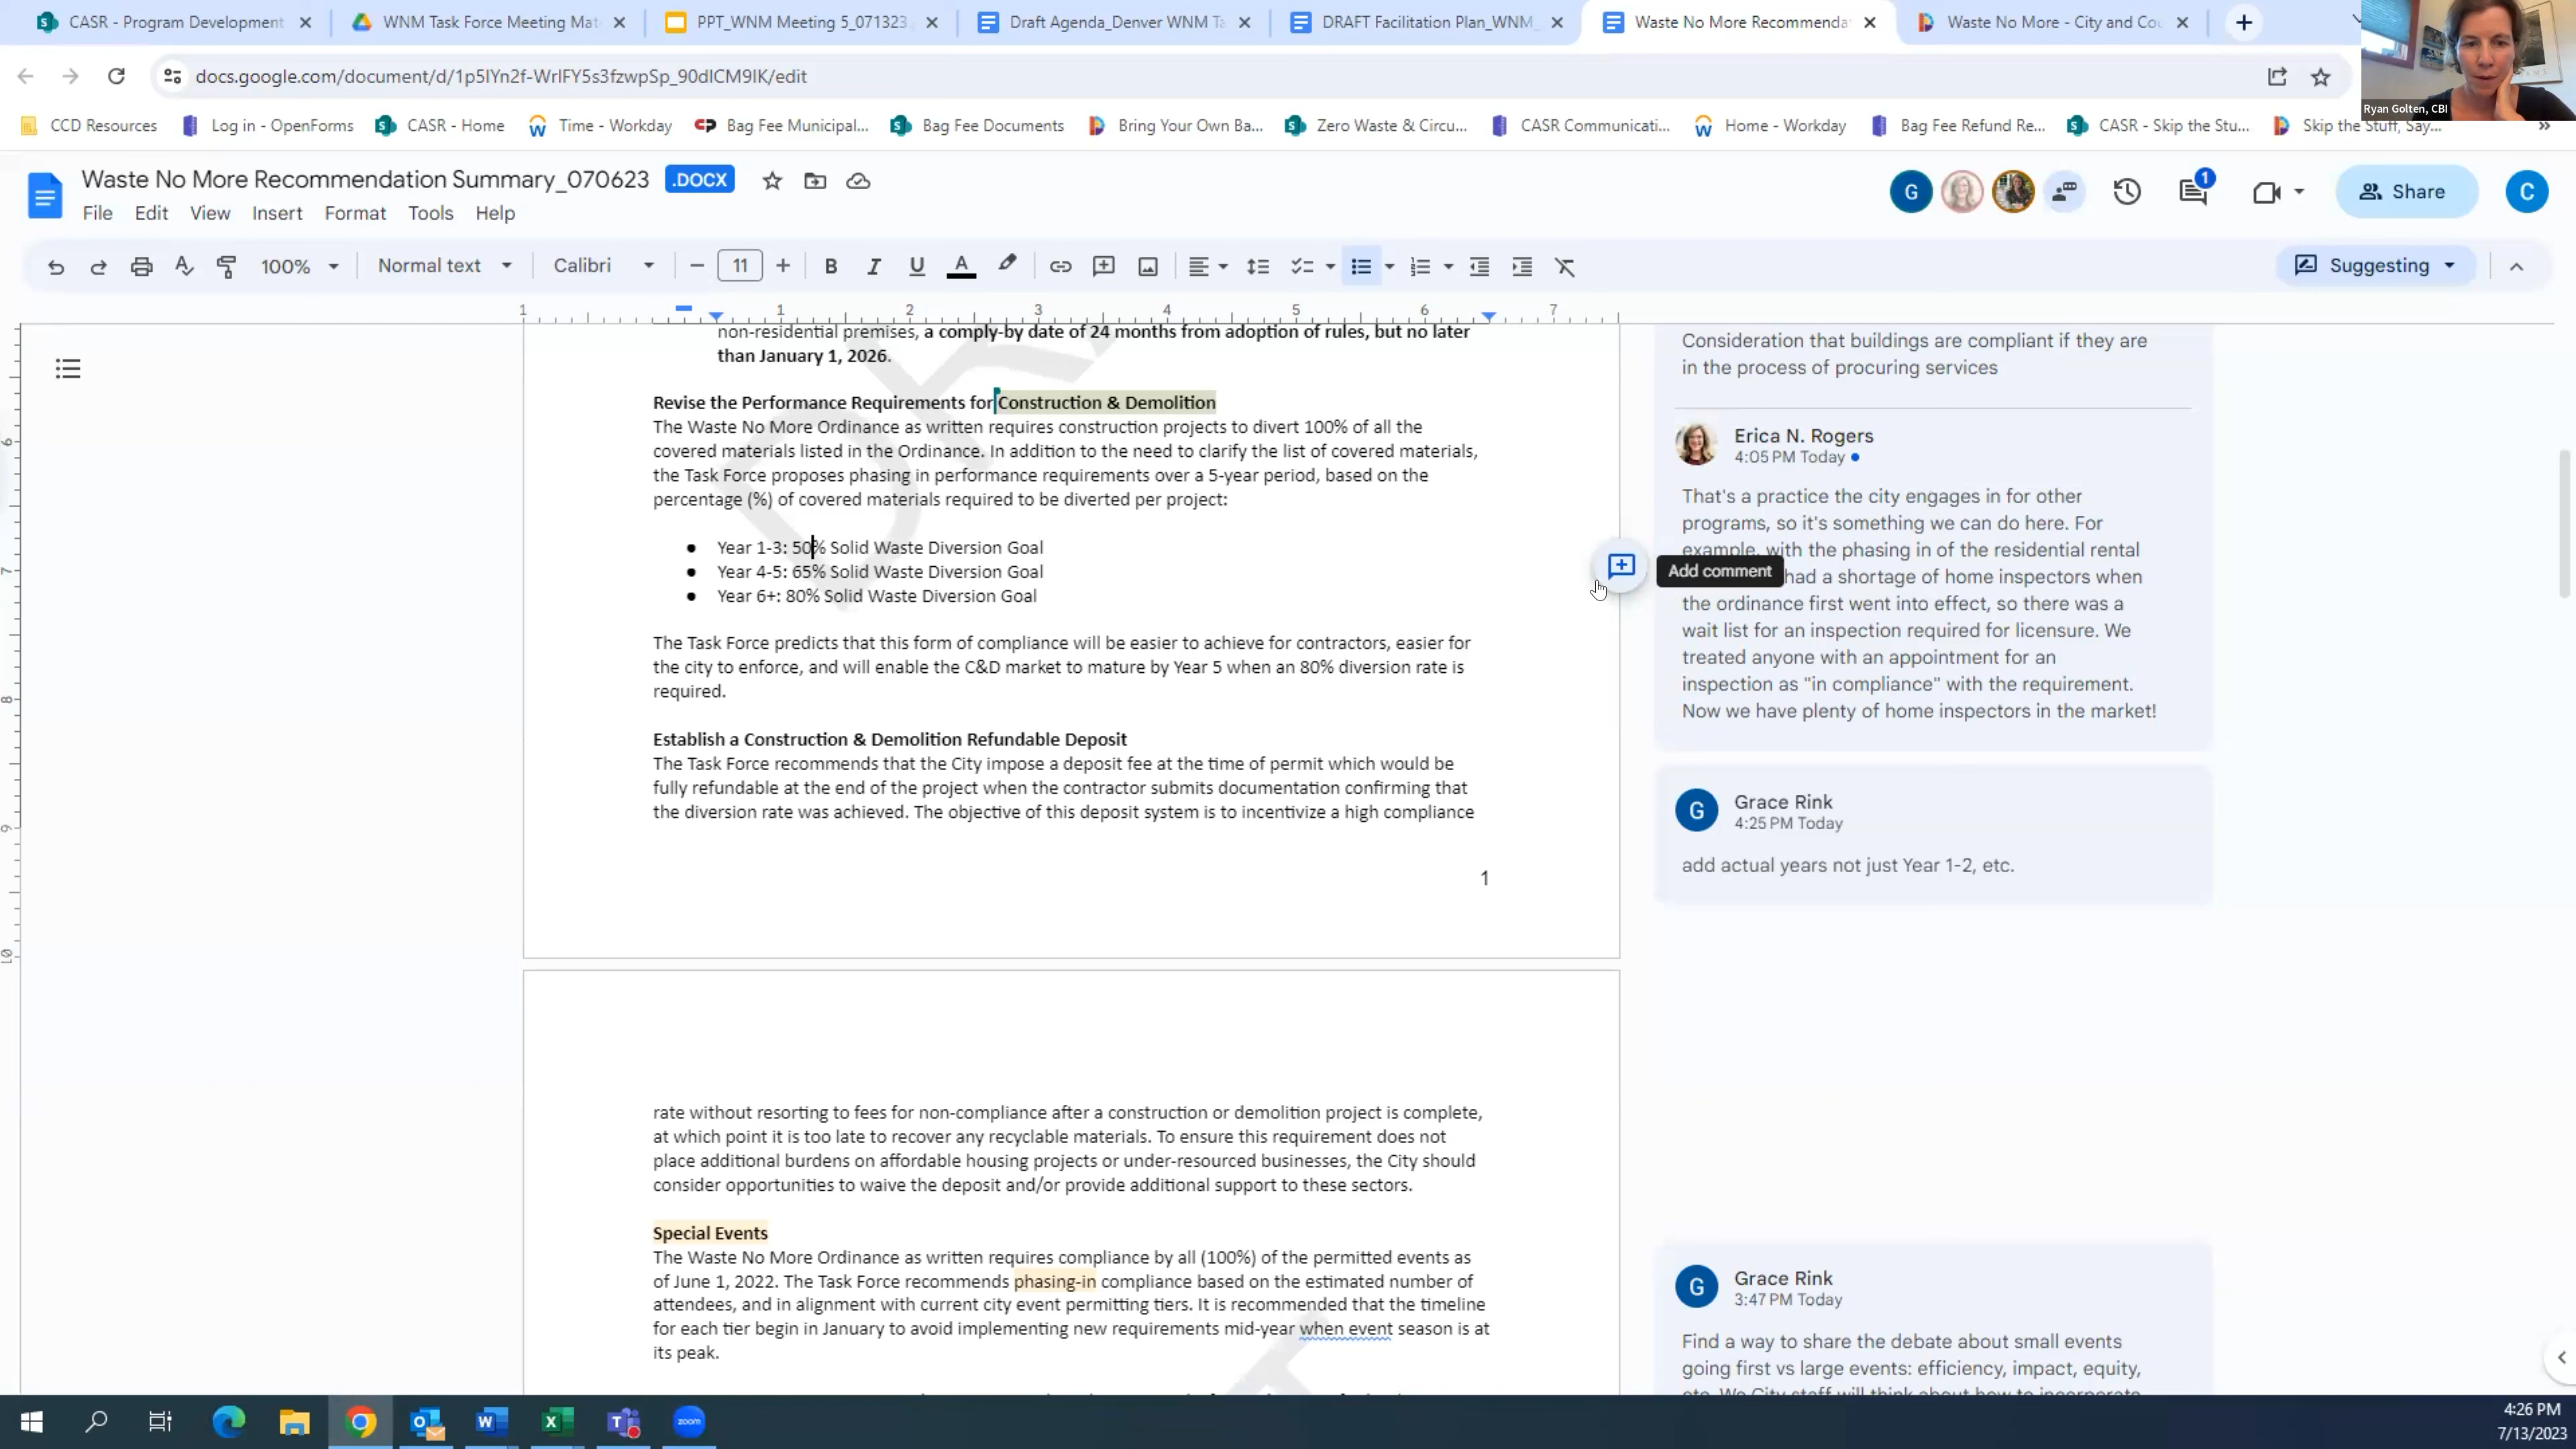 CASR - Program Development
WNM Task Force Meeting Mat
PPT_WNM Meeting 5_071323
Draft Agenda_Denver WNM Ta
DRAFT Facilitation Plan_WNM_
Waste No More Recommenda
Waste No More - City and Co
docs.google.com/document/d/1p5IYn2f-WrlFY5s3fzwpSp_90dICM9IK/edit
CCD Resources
Log in - OpenForms
CASR - Home
Time - Workday
Bag Fee Municipal...
Bag Fee Documents
Bring Your Own Ba...
Zero Waste & Circu...
CASR Communicati...
Home - Workday
Bag Fee Refund Re...
CASR - Skip the Stu...
Skip the Stuff, Say...
Ryan Golten, CBI
Waste No More Recommendation Summary_070623 .DOCX
G
1
Share
C
File Edit View Insert Format Tools Help
100% Normal text Calibri 11 B I U A Suggesting
1 1 2 3 4 5 6 7
6
7
8
9
10
non-residential premises, a comply-by date of 24 months from adoption of rules, but no later
than January 1, 2026.
Revise the Performance Requirements for Construction & Demolition
The Waste No More Ordinance as written requires construction projects to divert 100% of all the
covered materials listed in the Ordinance. In addition to the need to clarify the list of covered materials,
the Task Force proposes phasing in performance requirements over a 5-year period, based on the
percentage (%) of covered materials required to be diverted per project:
● Year 1-3: 50% Solid Waste Diversion Goal
● Year 4-5: 65% Solid Waste Diversion Goal
● Year 6+: 80% Solid Waste Diversion Goal
The Task Force predicts that this form of compliance will be easier to achieve for contractors, easier for
the city to enforce, and will enable the C&D market to mature by Year 5 when an 80% diversion rate is
required.
Establish a Construction & Demolition Refundable Deposit
The Task Force recommends that the City impose a deposit fee at the time of permit which would be
fully refundable at the end of the project when the contractor submits documentation confirming that
the diversion rate was achieved. The objective of this deposit system is to incentivize a high compliance
1
rate without resorting to fees for non-compliance after a construction or demolition project is complete,
at which point it is too late to recover any recyclable materials. To ensure this requirement does not
place additional burdens on affordable housing projects or under-resourced businesses, the City should
consider opportunities to waive the deposit and/or provide additional support to these sectors.
Special Events
The Waste No More Ordinance as written requires compliance by all (100%) of the permitted events as
of June 1, 2022. The Task Force recommends phasing-in compliance based on the estimated number of
attendees, and in alignment with current city event permitting tiers. It is recommended that the timeline
for each tier begin in January to avoid implementing new requirements mid-year when event season is at
its peak.
Consideration that buildings are compliant if they are
in the process of procuring services
Erica N. Rogers
4:05 PM Today
That's a practice the city engages in for other
programs, so it's something we can do here. For
example, with the phasing in of the residential rental
Add comment
had a shortage of home inspectors when
the ordinance first went into effect, so there was a
wait list for an inspection required for licensure. We
treated anyone with an appointment for an
inspection as "in compliance" with the requirement.
Now we have plenty of home inspectors in the market!
G
Grace Rink
4:25 PM Today
add actual years not just Year 1-2, etc.
G
Grace Rink
3:47 PM Today
Find a way to share the debate about small events
going first vs large events: efficiency, impact, equity,
etc. We City staff will think about how to incorporate
zoom
4:26 PM
7/13/2023